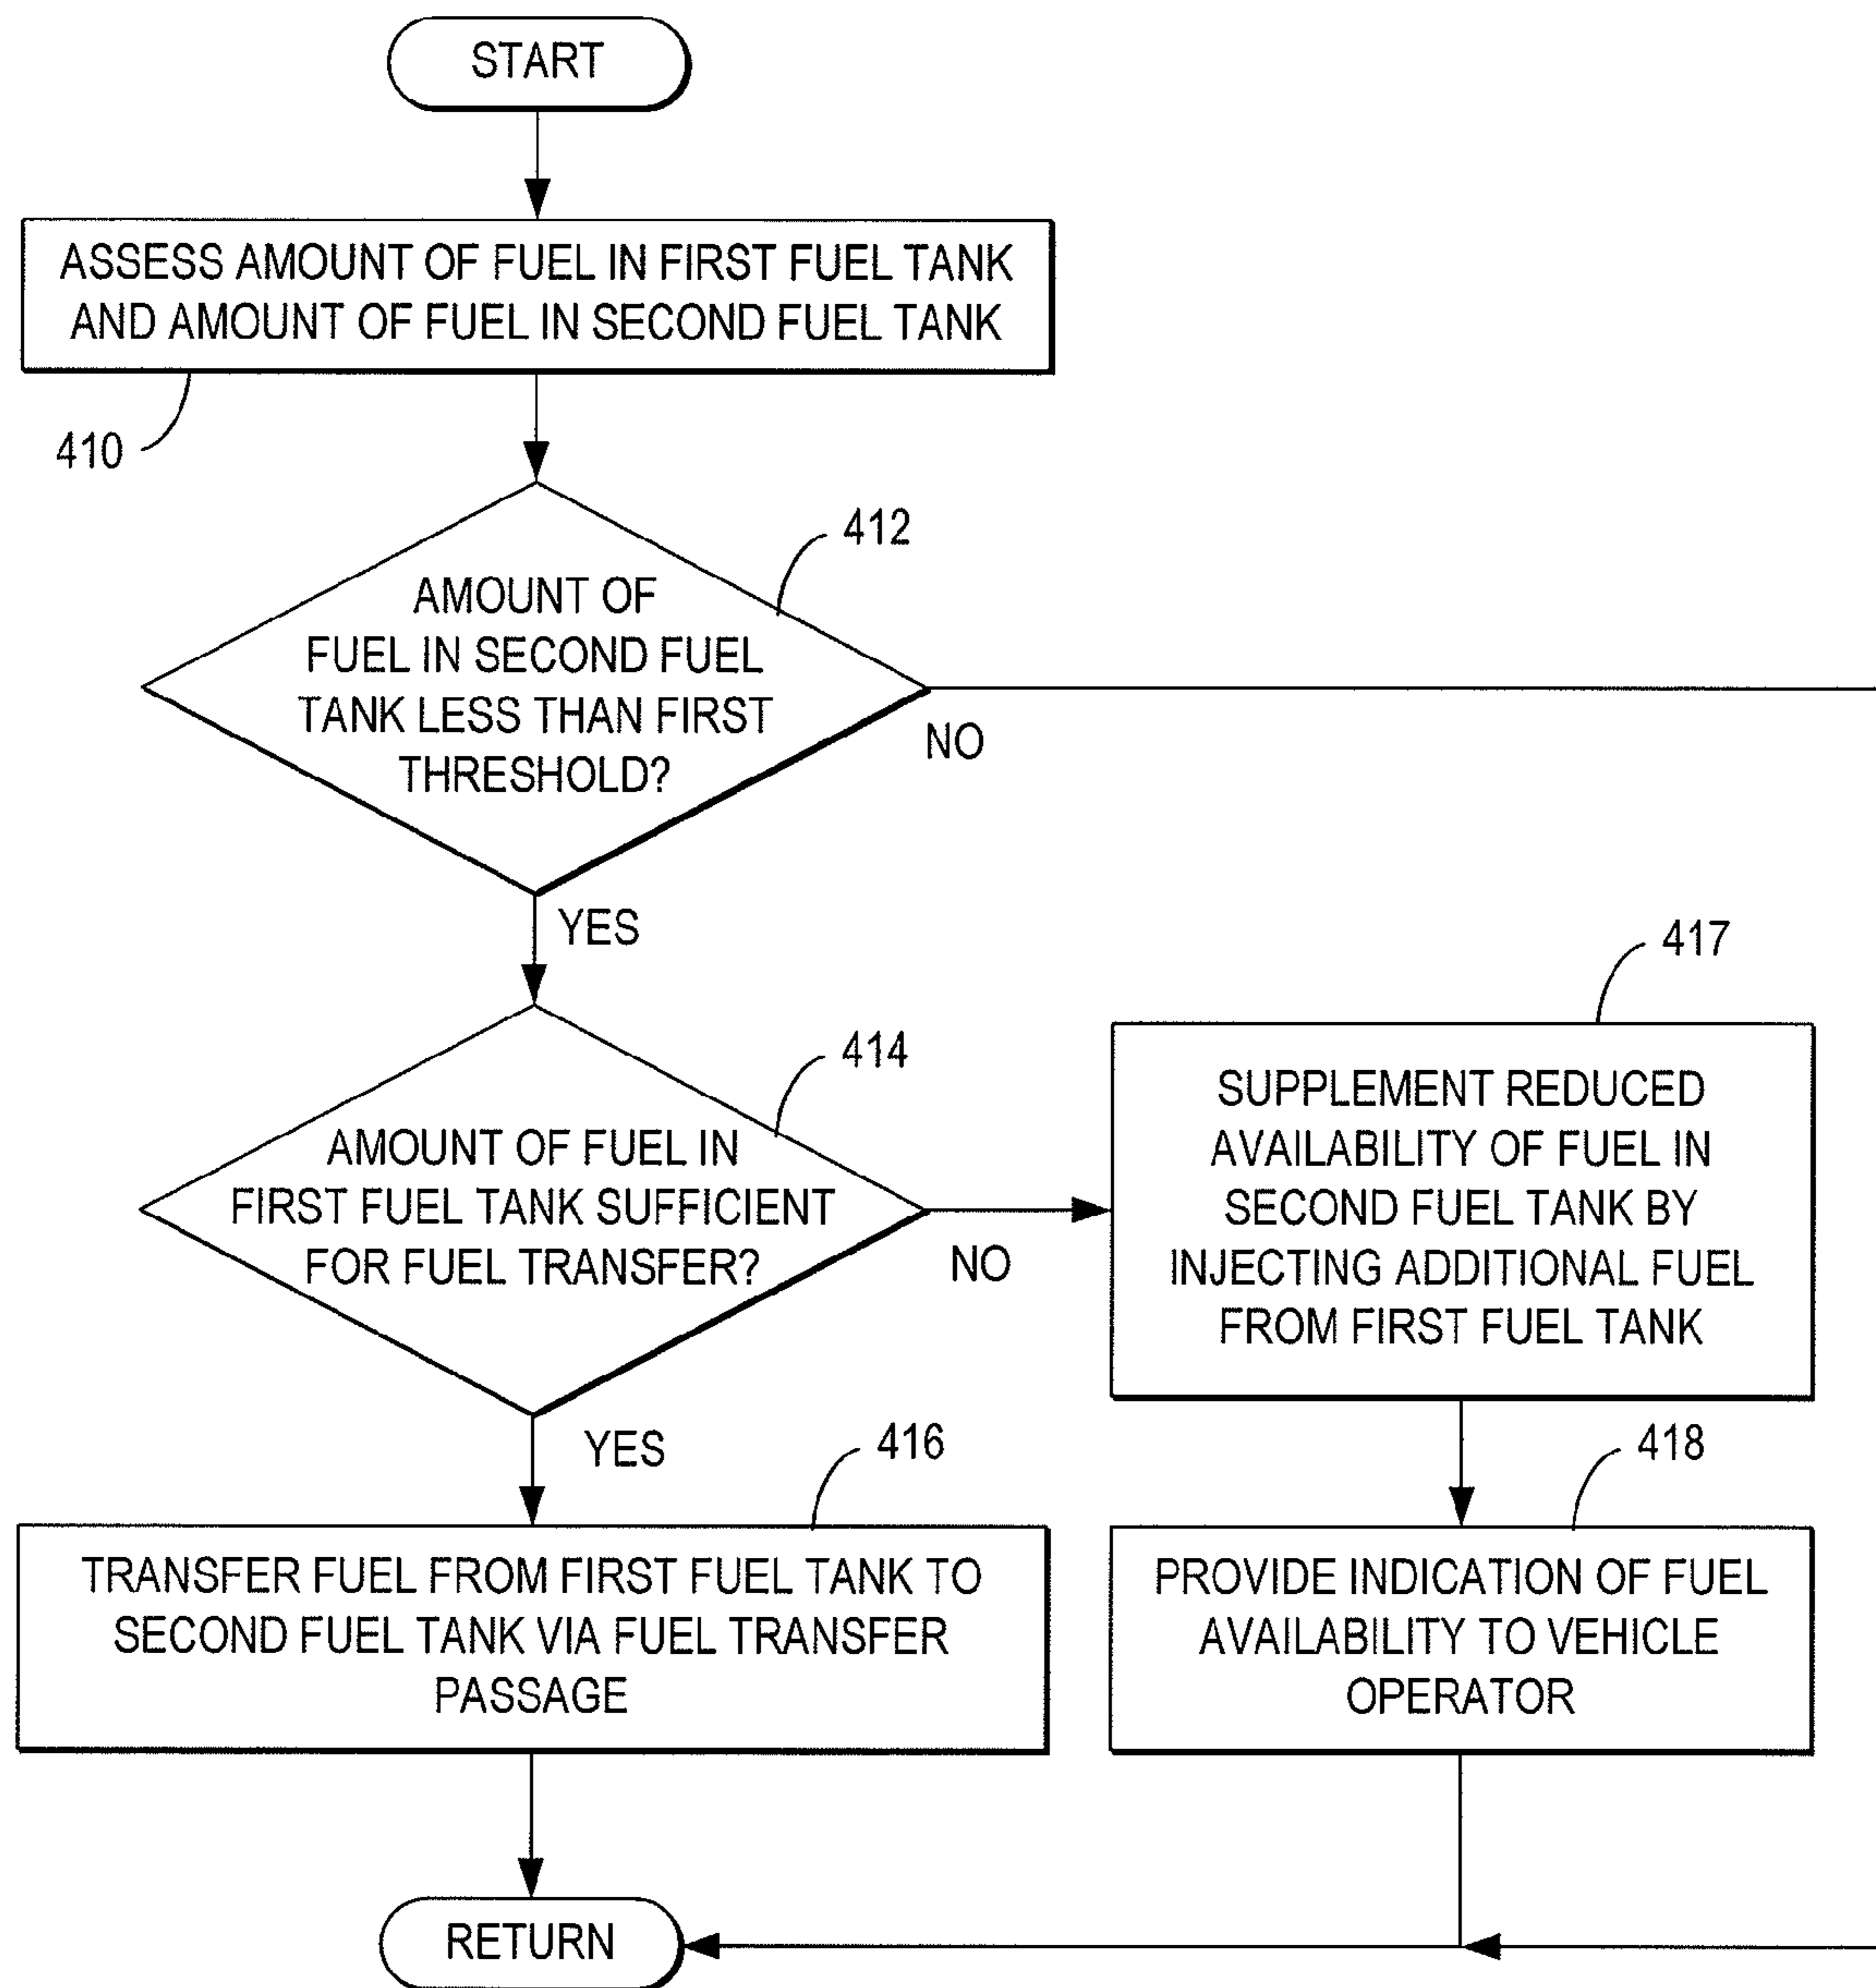 START
ASSESS AMOUNT OF FUEL IN FIRST FUEL TANK
AND AMOUNT OF FUEL IN SECOND FUEL TANK
410
412
AMOUNT OF
FUEL IN SECOND FUEL
TANK LESS THAN FIRST
THRESHOLD?
NO
YES
414
AMOUNT OF FUEL IN
FIRST FUEL TANK SUFFICIENT
FOR FUEL TRANSFER?
NO
417
SUPPLEMENT REDUCED
AVAILABILITY OF FUEL IN
SECOND FUEL TANK BY
INJECTING ADDITIONAL FUEL
FROM FIRST FUEL TANK
YES
416
TRANSFER FUEL FROM FIRST FUEL TANK TO
SECOND FUEL TANK VIA FUEL TRANSFER
PASSAGE
418
PROVIDE INDICATION OF FUEL
AVAILABILITY TO VEHICLE
OPERATOR
RETURN